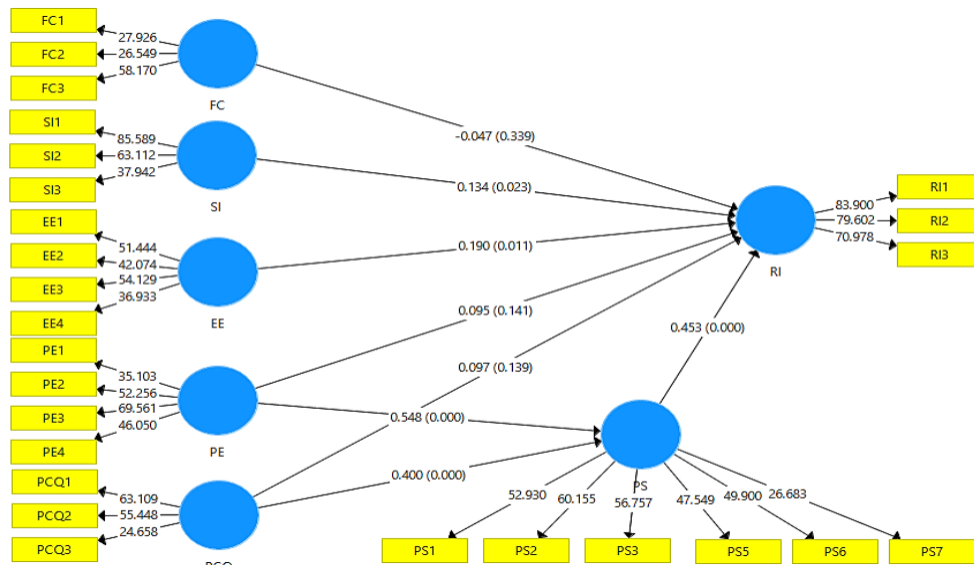 FC1
27.926
FC2
26.549
58.170
FC3
FC
SI1
85.589
SI2
63.112
37.942
SI3
SI
EE1
51.444
EE2
42.074
EE3
54.129
36.933
EE4
EE
PE1
35.103
PE2
52.256
PE3
69.561
46.050
PE4
PE
PCQ1
63.109
PCQ2
55.448
24.658
PCQ3
-0.047 (0.339)
0.134 (0.023)
0.190 (0.011)
0.095 (0.141)
0.097 (0.139)
0.548 (0.000)
0.400 (0.000)
0.453 (0.000)
RI
83.900
RI1
79.602
RI2
70.978
RI3
PS
52.930
60.155
56.757
47.549
49.900
26.683
PS1
PS2
PS3
PS5
PS6
PS7